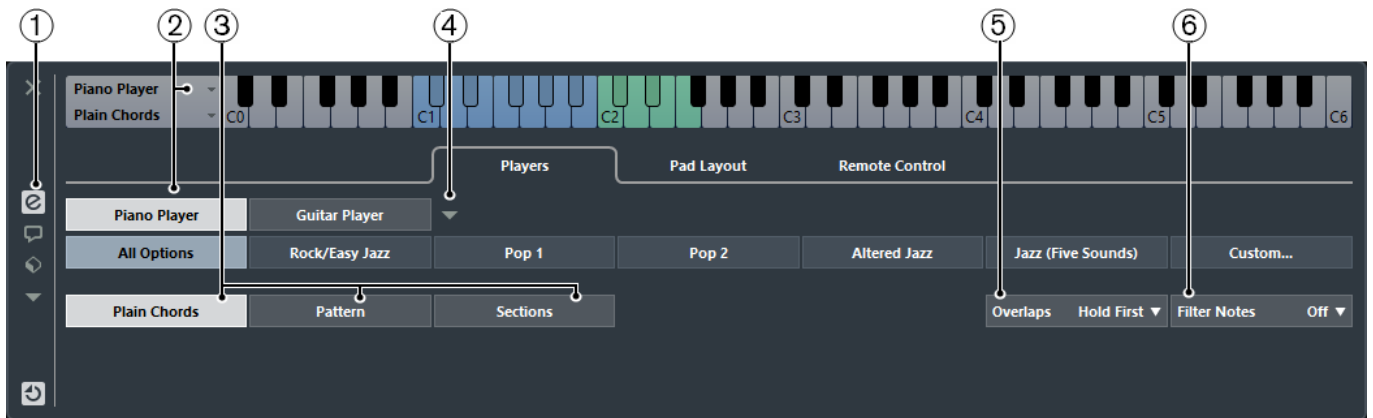 1 2 3 4 5 6
Piano Player
Plain Chords
C0 C1 C2 C3 C4 C5 C6
Players Pad Layout Remote Control
e
Piano Player Guitar Player
All Options Rock/Easy Jazz Pop 1 Pop 2 Altered Jazz Jazz (Five Sounds) Custom...
Plain Chords Pattern Sections Overlaps Hold First ▼ Filter Notes Off ▼